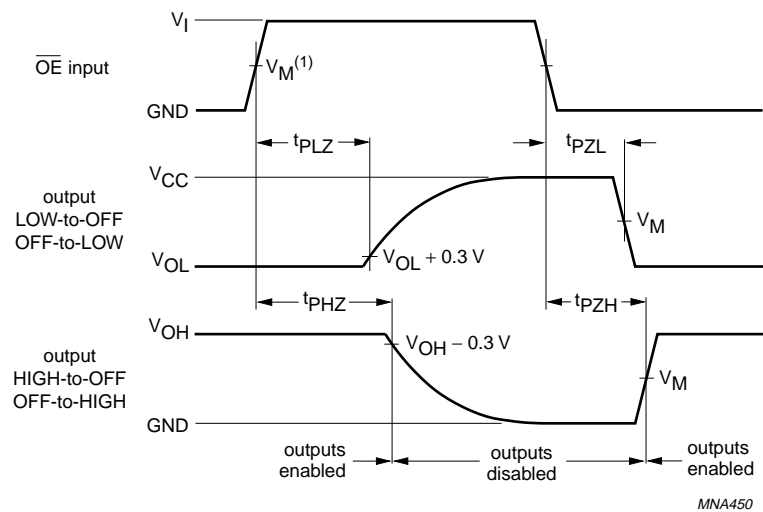 V_I
OE input
V_M(1)
GND
t_PLZ
t_PZL
V_CC
output
LOW-to-OFF
OFF-to-LOW
V_M
V_OL
V_OL + 0.3 V
t_PHZ
t_PZH
V_OH
V_OH – 0.3 V
output
HIGH-to-OFF
OFF-to-HIGH
V_M
GND
outputs
enabled
outputs
disabled
outputs
enabled
MNA450